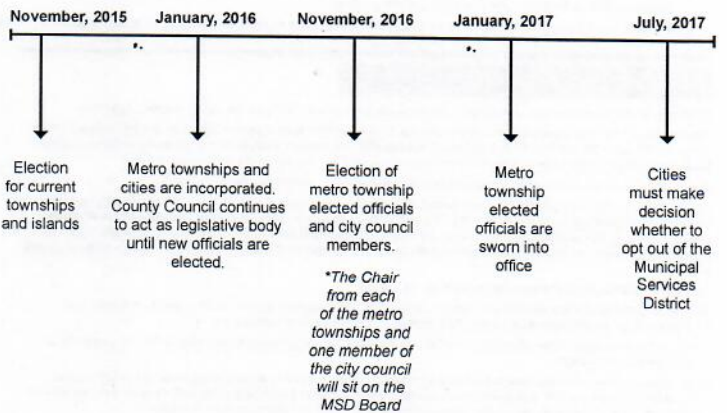 November, 2015 January, 2016 November, 2016 January, 2017 July, 2017
Election
for current
townships
and islands
Metro townships and
cities are incorporated.
County Council continues
to act as legislative body
until new officials are
elected.
Election of
metro township
elected officials
and city council
members.
*The Chair
from each
of the metro
townships and
one member of
the city council
will sit on the
MSD Board
Metro
township
elected
officials are
sworn into
office
Cities
must make
decision
whether to
opt out of the
Municipal
Services
District